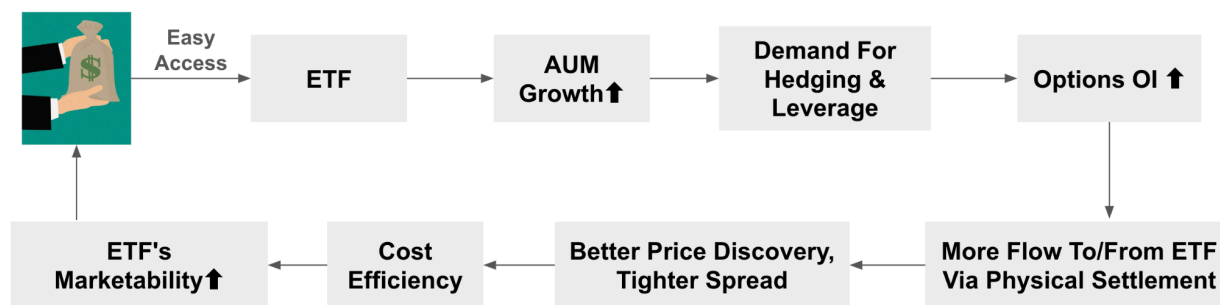 $
Easy
Access
ETF
AUM
Growth⬆
Demand For
Hedging &
Leverage
Options OI ⬆
More Flow To/From ETF
Via Physical Settlement
Better Price Discovery,
Tighter Spread
Cost
Efficiency
ETF's
Marketability⬆